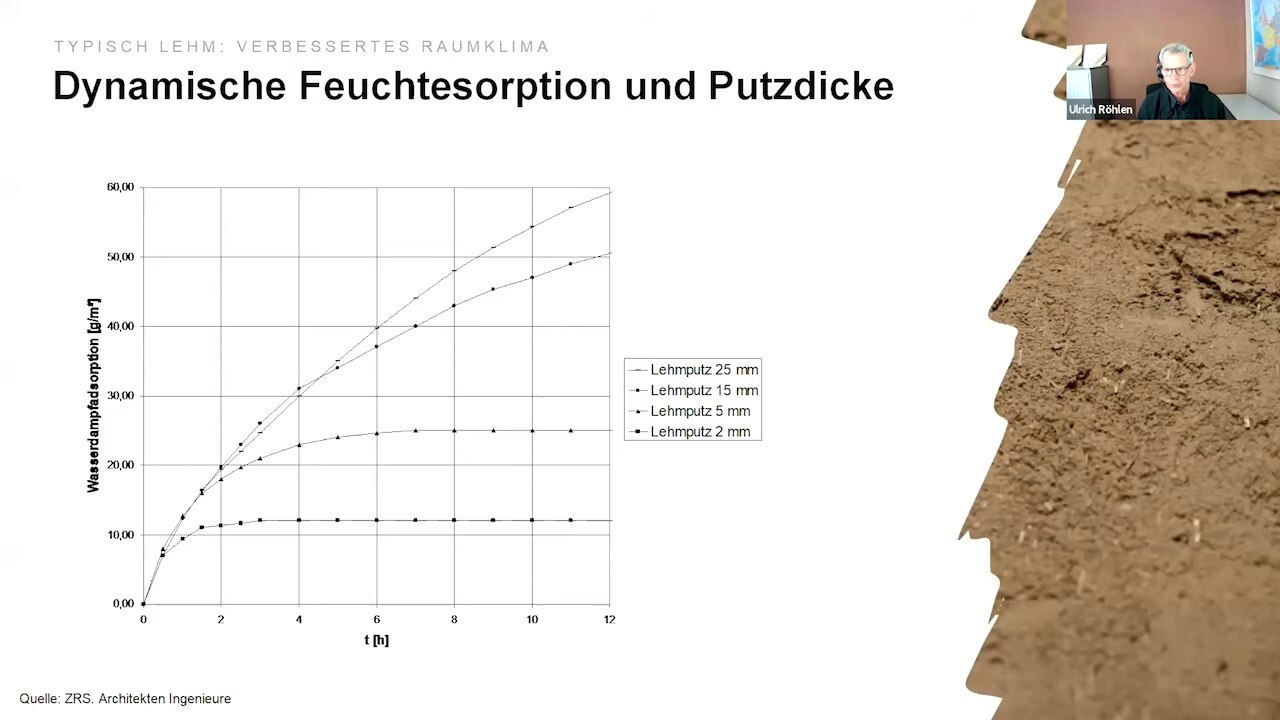 TYPISCH LEHM: VERBESSERTES RAUMKLIMA
Dynamische Feuchtesorption und Putzdicke
Ulrich Röhlen
60,00
50,00
40,00
30,00
20,00
10,00
0,00
Wasserdampfadsorption [g/m²]
0 2 4 6 8 10 12
t [h]
Lehmputz 25 mm
Lehmputz 15 mm
Lehmputz 5 mm
Lehmputz 2 mm
Quelle: ZRS. Architekten Ingenieure